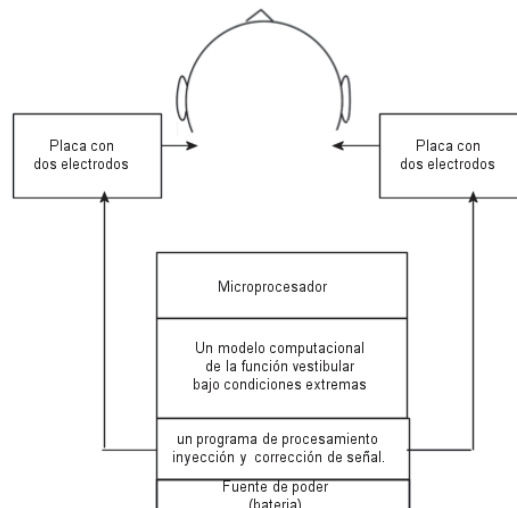 Placa con
dos electrodos
Placa con
dos electrodos
Microprocesador
Un modelo computacional
de la función vestibular
bajo condiciones extremas
un programa de procesamiento
inyección y corrección de señal.
Fuente de poder
(bateria)